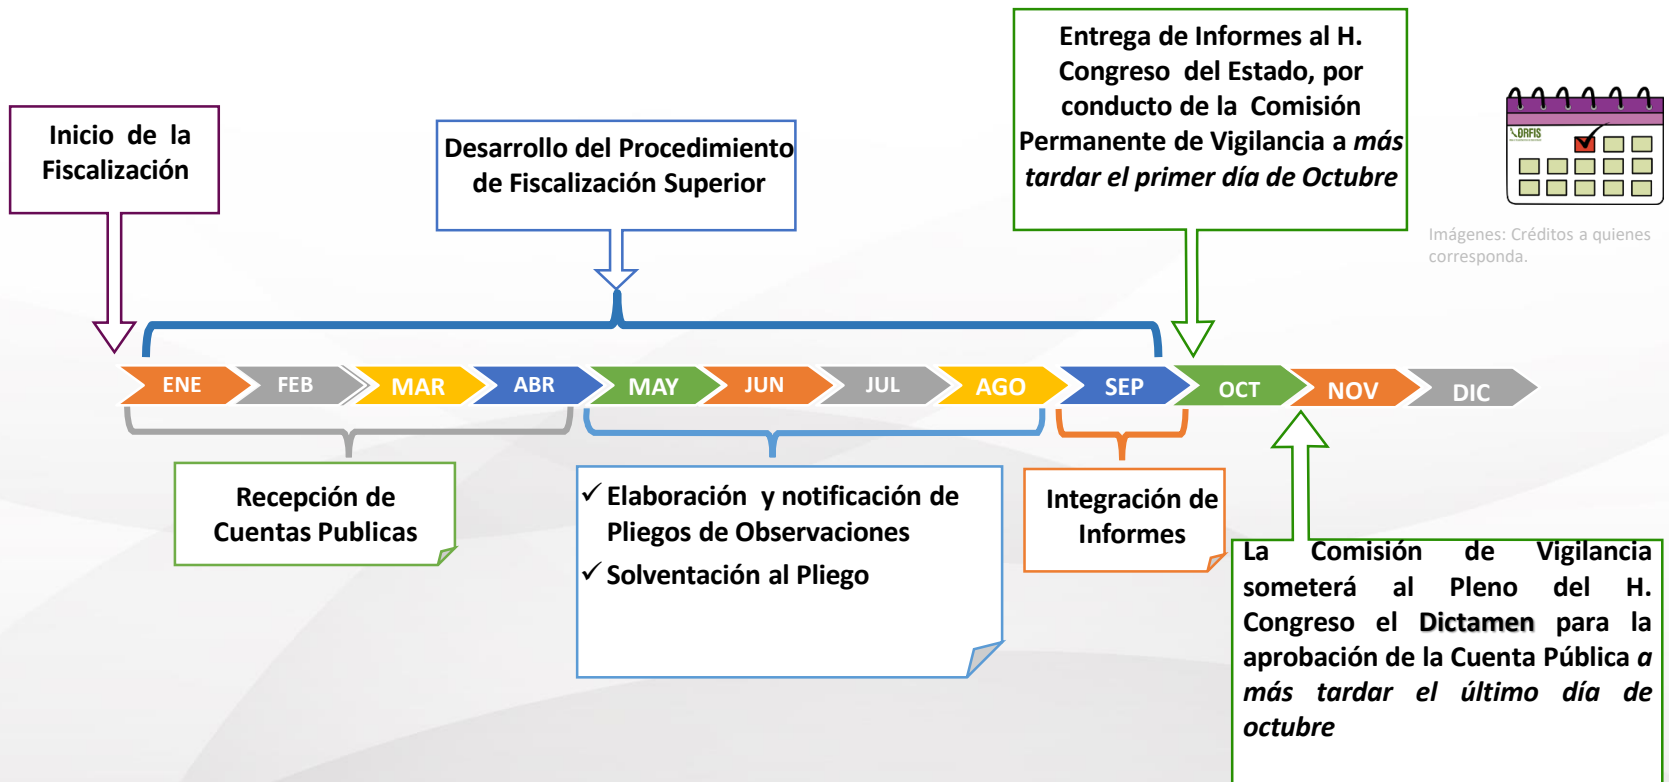 Inicio de la
Fiscalización
Desarrollo del Procedimiento
de Fiscalización Superior
Entrega de Informes al H.
Congreso del Estado, por
conducto de la Comisión
Permanente de Vigilancia a más
tardar el primer día de Octubre
ORFIS
Imágenes: Créditos a quienes
corresponda.
ENE
FEB
MAR
ABR
MAY
JUN
JUL
AGO
SEP
OCT
NOV
DIC
Recepción de
Cuentas Publicas
✓ Elaboración y notificación de
Pliegos de Observaciones
✓ Solventación al Pliego
Integración de
Informes
La Comisión de Vigilancia
someterá al Pleno del H.
Congreso el Dictamen para la
aprobación de la Cuenta Pública a
más tardar el último día de
octubre